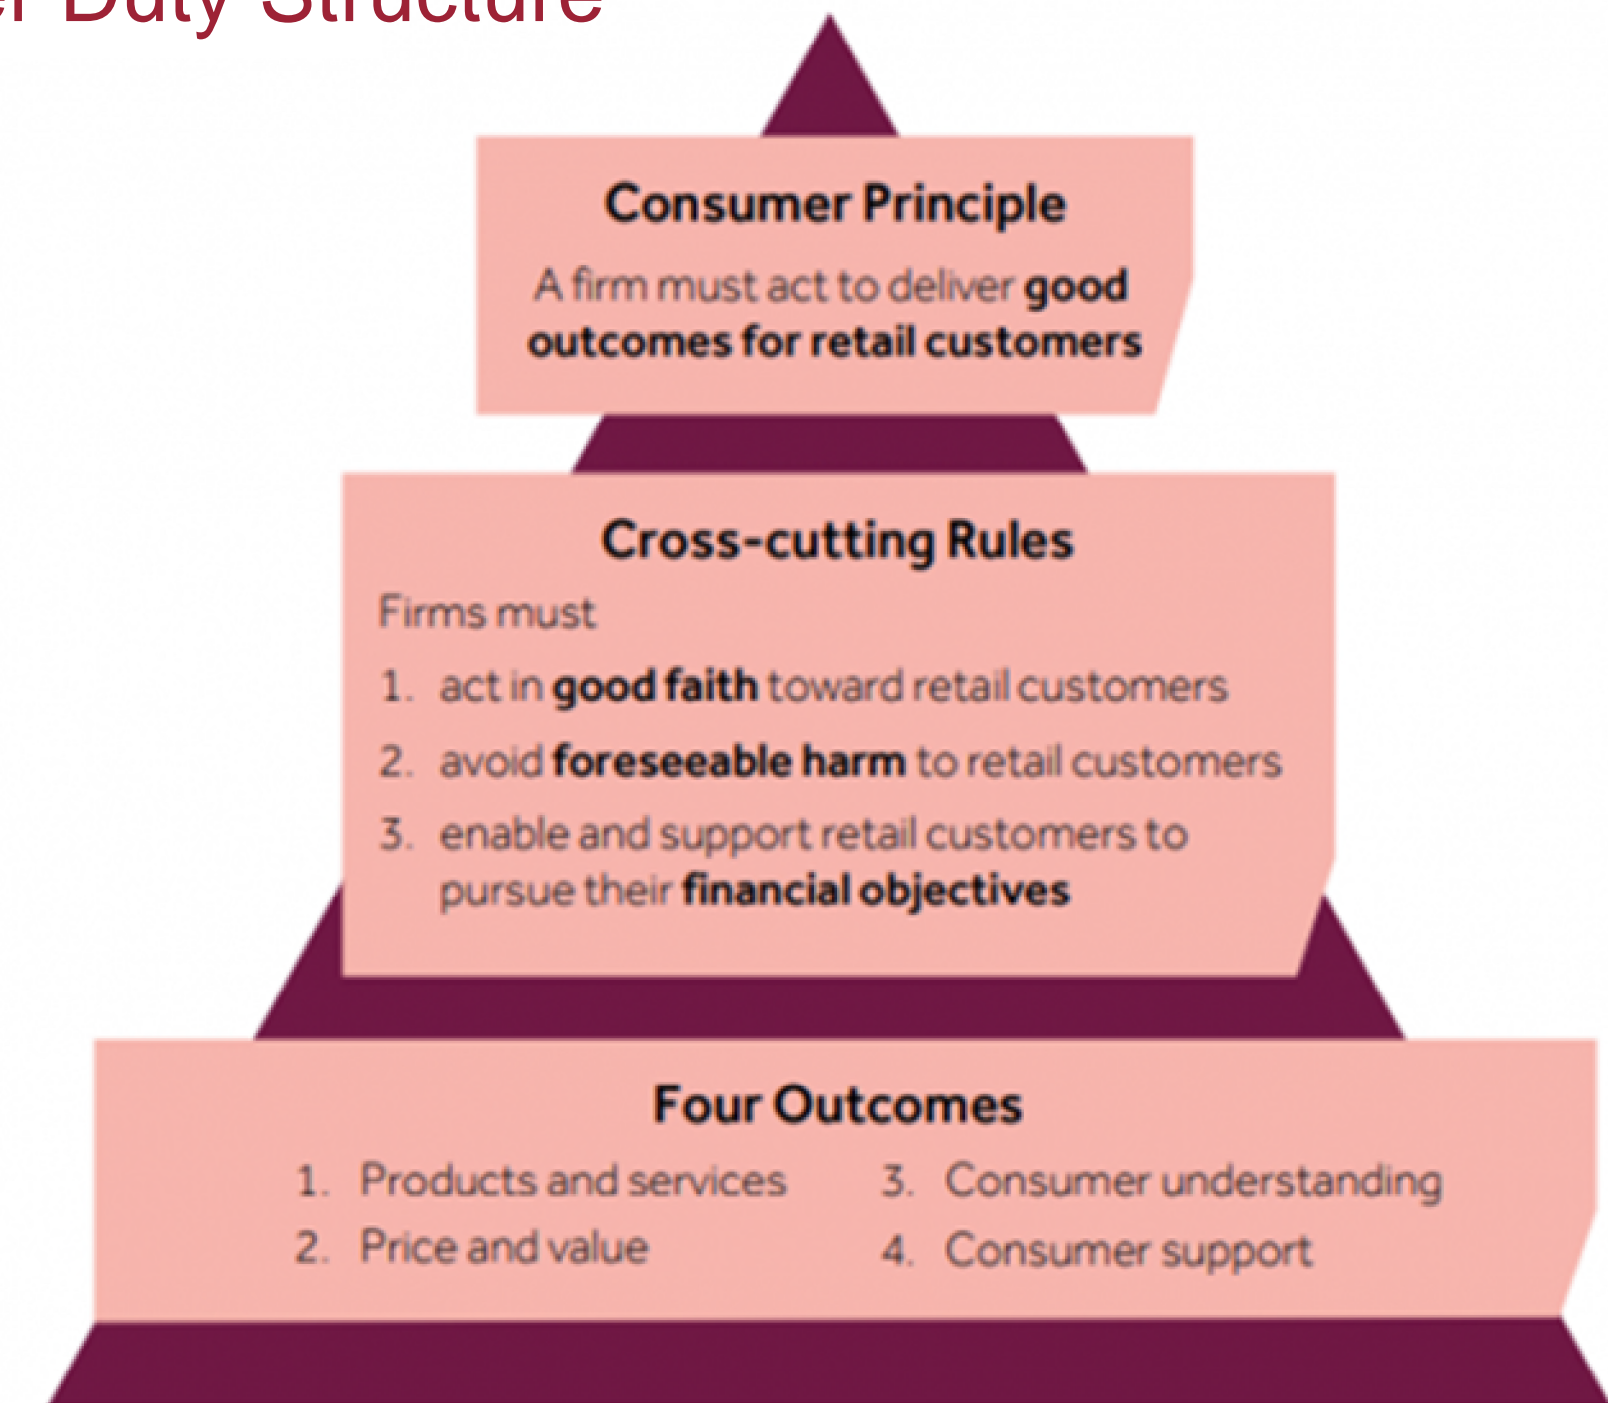 er Duty Structure
Consumer Principle
A firm must act to deliver good
outcomes for retail customers
Cross-cutting Rules
Firms must
1. act in good faith toward retail customers
2. avoid foreseeable harm to retail customers
3. enable and support retail customers to
pursue their financial objectives
Four Outcomes
1. Products and services
2. Price and value
3. Consumer understanding
4. Consumer support